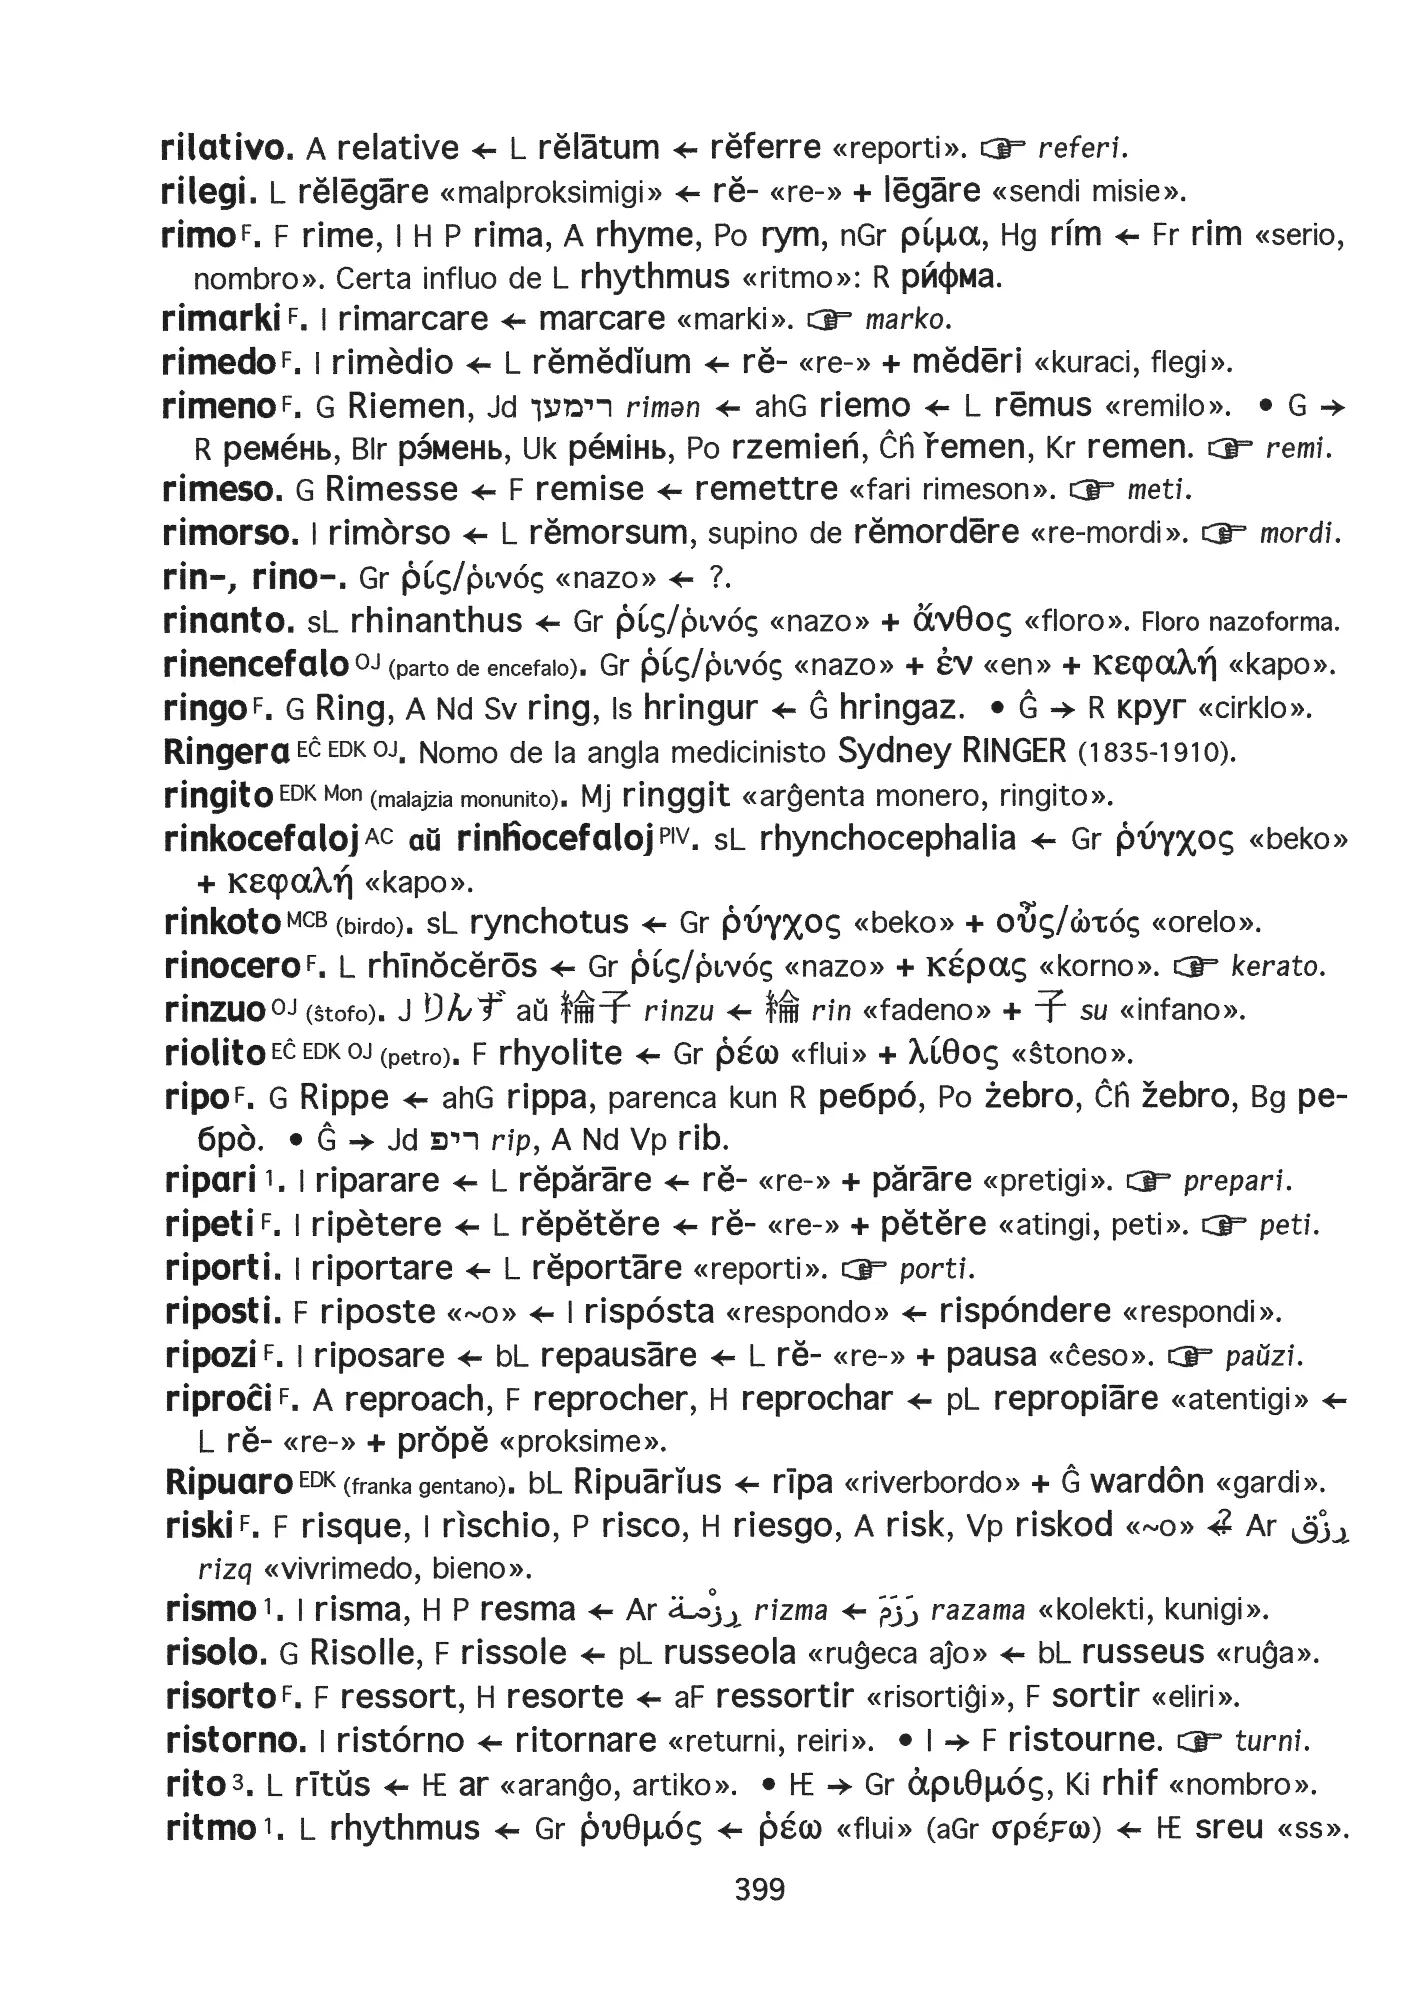 rilativo. A relative ← L rĕlātum ← rĕferre «reporti». ☞ referi.
rilegi. L rĕlēgāre «malproksimigi» ← rĕ- «re-» + lēgāre «sendi misie».
rimo F. F rime, I H P rima, A rhyme, Po rym, nGr ρίμα, Hg rím ← Fr rim «serio,
nombro». Certa influo de L rhythmus «ritmo»: R ри́фма.
rimarki F. I rimarcare ← marcare «marki». ☞ marko.
rimedo F. I rimèdio ← L rĕmĕdĭum ← rĕ- «re-» + mĕdēri «kuraci, flegi».
rimeno F. G Riemen, Jd רימען rimən ← ahG riemo ← L rēmus «remilo». • G →
R реме́нь, Blr рэ́мень, Uk ре́мінь, Po rzemień, Ĉĥ řemen, Kr remen. ☞ remi.
rimeso. G Rimesse ← F remise ← remettre «fari rimeson». ☞ meti.
rimorso. I rimòrso ← L rĕmorsum, supino de rĕmordēre «re-mordi». ☞ mordi.
rin-, rino-. Gr ῥίς/ῥινός «nazo» ← ?.
rinanto. sL rhinanthus ← Gr ῥίς/ῥινός «nazo» + ἄνθος «floro». Floro nazoforma.
rinencefalo OJ (parto de encefalo). Gr ῥίς/ῥινός «nazo» + ἐν «en» + κεφαλή «kapo».
ringo F. G Ring, A Nd Sv ring, Is hringur ← Ĝ hringaz. • Ĝ → R круг «cirklo».
Ringera EĈ EDK OJ. Nomo de la angla medicinisto Sydney RINGER (1835-1910).
ringito EDK Mon (malajzia monunito). Mj ringgit «arĝenta monero, ringito».
rinkocefaloj AC aŭ rinĥocefaloj PIV. sL rhynchocephalia ← Gr ῥύγχος «beko»
+ κεφαλή «kapo».
rinkoto MCB (birdo). sL rynchotus ← Gr ῥύγχος «beko» + οὖς/ὠτός «orelo».
rinocero F. L rhīnŏcĕrōs ← Gr ῥίς/ῥινός «nazo» + κέρας «korno». ☞ kerato.
rinzuo OJ (ŝtofo). J りんず aŭ 綸子 rinzu ← 綸 rin «fadeno» + 子 su «infano».
riolito EĈ EDK OJ (petro). F rhyolite ← Gr ῥέω «flui» + λίθος «ŝtono».
ripo F. G Rippe ← ahG rippa, parenca kun R ребро́, Po żebro, Ĉĥ žebro, Bg ре-
бро̀. • Ĝ → Jd ריפ rip, A Nd Vp rib.
ripari 1. I riparare ← L rĕpărāre ← rĕ- «re-» + părāre «pretigi». ☞ prepari.
ripeti F. I ripètere ← L rĕpĕtĕre ← rĕ- «re-» + pĕtĕre «atingi, peti». ☞ peti.
riporti. I riportare ← L rĕportāre «reporti». ☞ porti.
riposti. F riposte «~o» ← I rispósta «respondo» ← rispóndere «respondi».
ripozi F. I riposare ← bL repausāre ← L rĕ- «re-» + pausa «ĉeso». ☞ paŭzi.
riproĉi F. A reproach, F reprocher, H reprochar ← pL repropiāre «atentigi» ←
L rĕ- «re-» + prŏpĕ «proksime».
Ripuaro EDK (franka gentano). bL Ripuārĭus ← rīpa «riverbordo» + Ĝ wardôn «gardi».
riski F. F risque, I rìschio, P risco, H riesgo, A risk, Vp riskod «~o» ←? Ar رِزْق
rizq «vivrimedo, bieno».
rismo 1. I risma, H P resma ← Ar رِزْمة rizma ← رَزَمَ razama «kolekti, kunigi».
risolo. G Risolle, F rissole ← pL russeola «ruĝeca aĵo» ← bL russeus «ruĝa».
risorto F. F ressort, H resorte ← aF ressortir «risortiĝi», F sortir «eliri».
ristorno. I ristórno ← ritornare «returni, reiri». • I → F ristourne. ☞ turni.
rito 3. L rītŭs ← IE ar «aranĝo, artiko». • IE → Gr ἀριθμός, Ki rhif «nombro».
ritmo 1. L rhythmus ← Gr ῥυθμός ← ῥέω «flui» (aGr σρέϝω) ← IE sreu «ss».
399